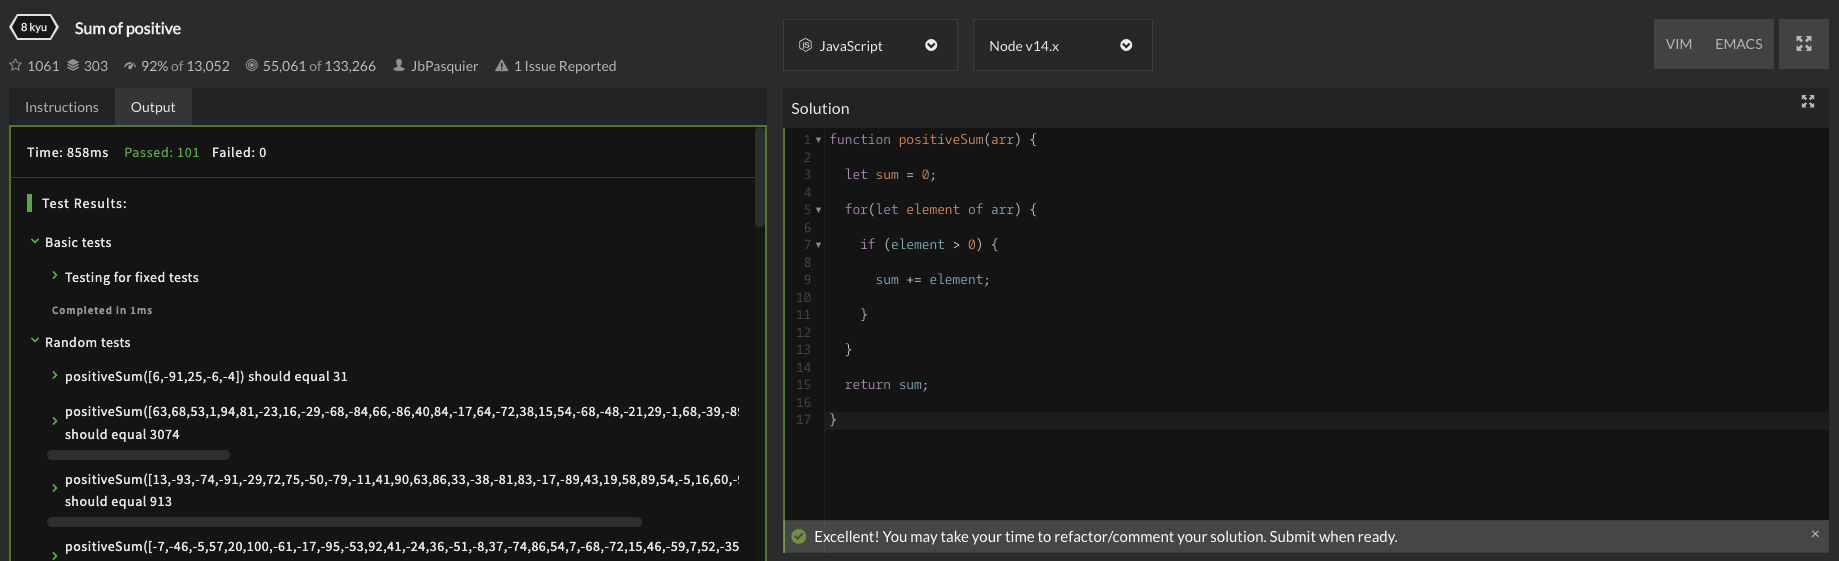 8 kyu Sum of positive
1061 303 92% of 13,052 55,061 of 133,266 JbPasquier 1 Issue Reported
Instructions Output
Time: 858ms Passed: 101 Failed: 0
Test Results:
Basic tests
Testing for fixed tests
Completed in 1ms
Random tests
positiveSum([6,-91,25,-6,-4]) should equal 31
positiveSum([63,68,53,1,94,81,-23,16,-29,-68,-84,66,-86,40,84,-17,64,-72,38,15,54,-68,-48,-21,29,-1,68,-39,
should equal 3074
positiveSum([13,-93,-74,-91,-29,72,75,-50,-79,-11,41,90,63,86,33,-38,-81,83,-17,-89,43,19,58,89,54,-5,16,60,
should equal 913
positiveSum([-7,-46,-5,57,20,100,-61,-17,-95,-53,92,41,-24,36,-51,-8,37,-74,86,54,7,-68,-72,15,46,-59,7,52,-35
JavaScript Node v14.x
VIM EMACS
Solution
1 function positiveSum(arr) {
2
3 let sum = 0;
4
5 for(let element of arr) {
6
7 if (element > 0) {
8
9 sum += element;
10
11 }
12
13 }
14
15 return sum;
16
17 }
Excellent! You may take your time to refactor/comment your solution. Submit when ready. ×